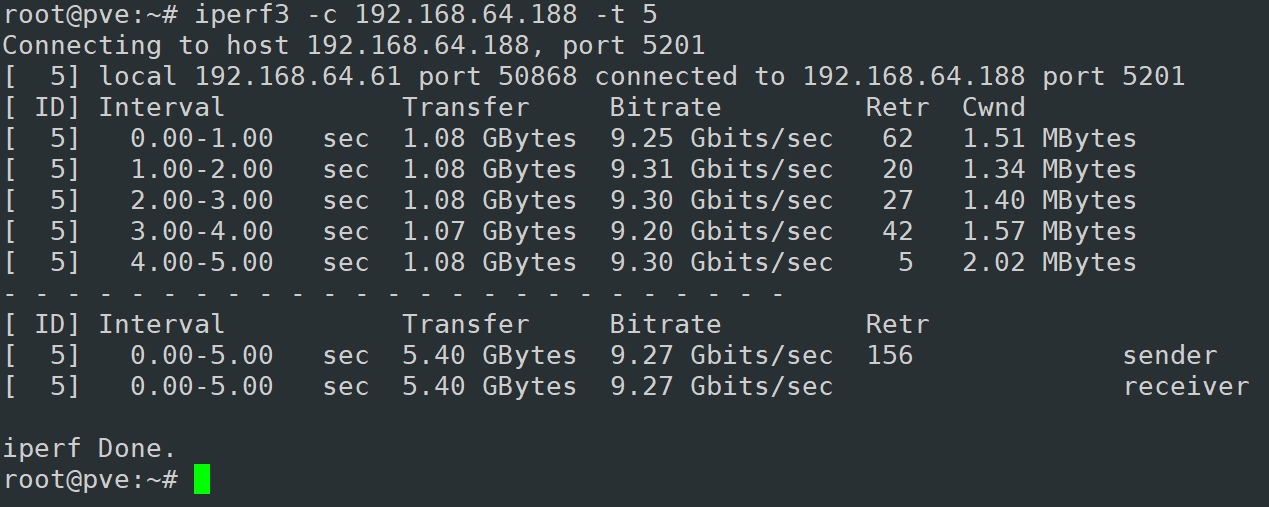 root@pve:~# iperf3 -c 192.168.64.188 -t 5
Connecting to host 192.168.64.188, port 5201
[  5] local 192.168.64.61 port 50868 connected to 192.168.64.188 port 5201
[ ID] Interval           Transfer     Bitrate         Retr  Cwnd
[  5]   0.00-1.00   sec  1.08 GBytes  9.25 Gbits/sec   62   1.51 MBytes
[  5]   1.00-2.00   sec  1.08 GBytes  9.31 Gbits/sec   20   1.34 MBytes
[  5]   2.00-3.00   sec  1.08 GBytes  9.30 Gbits/sec   27   1.40 MBytes
[  5]   3.00-4.00   sec  1.07 GBytes  9.20 Gbits/sec   42   1.57 MBytes
[  5]   4.00-5.00   sec  1.08 GBytes  9.30 Gbits/sec    5   2.02 MBytes
- - - - - - - - - - - - - - - - - - - - - - - - -
[ ID] Interval           Transfer     Bitrate         Retr
[  5]   0.00-5.00   sec  5.40 GBytes  9.27 Gbits/sec  156             sender
[  5]   0.00-5.00   sec  5.40 GBytes  9.27 Gbits/sec                  receiver

iperf Done.
root@pve:~#